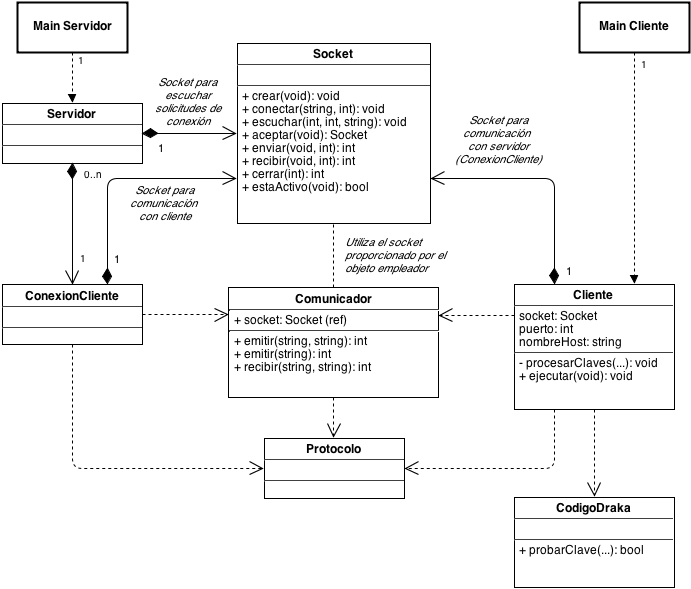 Main Servidor
Main Cliente
1
1
Socket
Servidor
Socket para
escuchar
solicitudes de
conexión
1
+ crear(void): void
+ conectar(string, int): void
+ escuchar(int, int, string): void
+ aceptar(void): Socket
+ enviar(void, int): int
+ recibir(void, int): int
+ cerrar(int): int
+ estaActivo(void): bool
Socket para
comunicación
con servidor
(ConexionCliente)
0..n
Socket para
comunicación
con cliente
Utiliza el socket
proporcionado por el
objeto empleador
1
1
1
ConexionCliente
Comunicador
+ socket: Socket (ref)
+ emitir(string, string): int
+ emitir(string): int
+ recibir(string, string): int
Cliente
socket: Socket
puerto: int
nombreHost: string
- procesarClaves(...): void
+ ejecutar(void): void
Protocolo
CodigoDraka
+ probarClave(...): bool